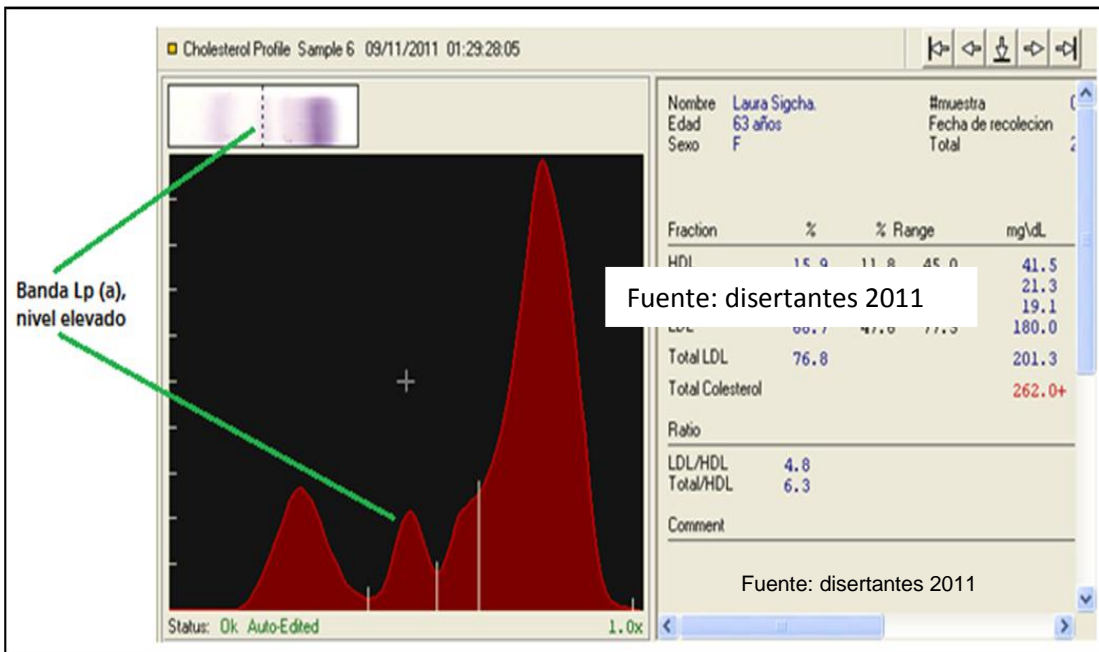 Cholesterol Profile Sample 6 09/11/2011 01:29:28:05
Banda Lp (a),
nivel elevado
Status: Ok Auto-Edited 1.0x
Nombre Laura Sigcha. #muestra
Edad 63 años Fecha de recolecion
Sexo F Total
Fraction % % Range mg\dL
HDL 15.9 11.8 45.0 41.5
21.3
19.1
Fuente: disertantes 2011
LDL 180.0
Total LDL 76.8 201.3
Total Colesterol 262.0+
Ratio
LDL/HDL 4.8
Total/HDL 6.3
Comment
Fuente: disertantes 2011